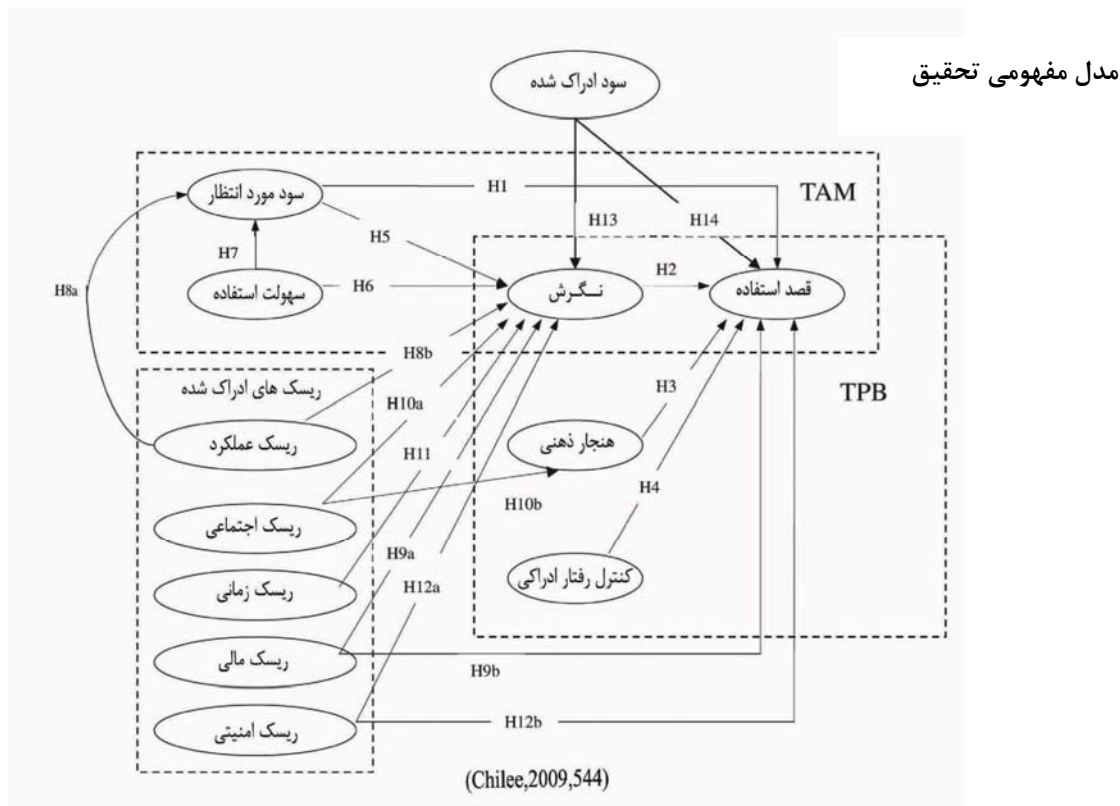 مدل مفهومی تحقیق
سود ادراک شده
TAM
سود مورد انتظار
H1
H5
H13
H14
H7
H8a
سهولت استفاده
H6
نــگــرش
H2
قصد استفاده
H8b
TPB
ریسک های ادراک شده
H10a
H3
ریسک عملکرد
هنجار ذهنی
H11
H4
H10b
ریسک اجتماعی
H9a
کنترل رفتار ادراکی
H12a
ریسک زمانی
ریسک مالی
H9b
ریسک امنیتی
H12b
(Chilee,2009,544)